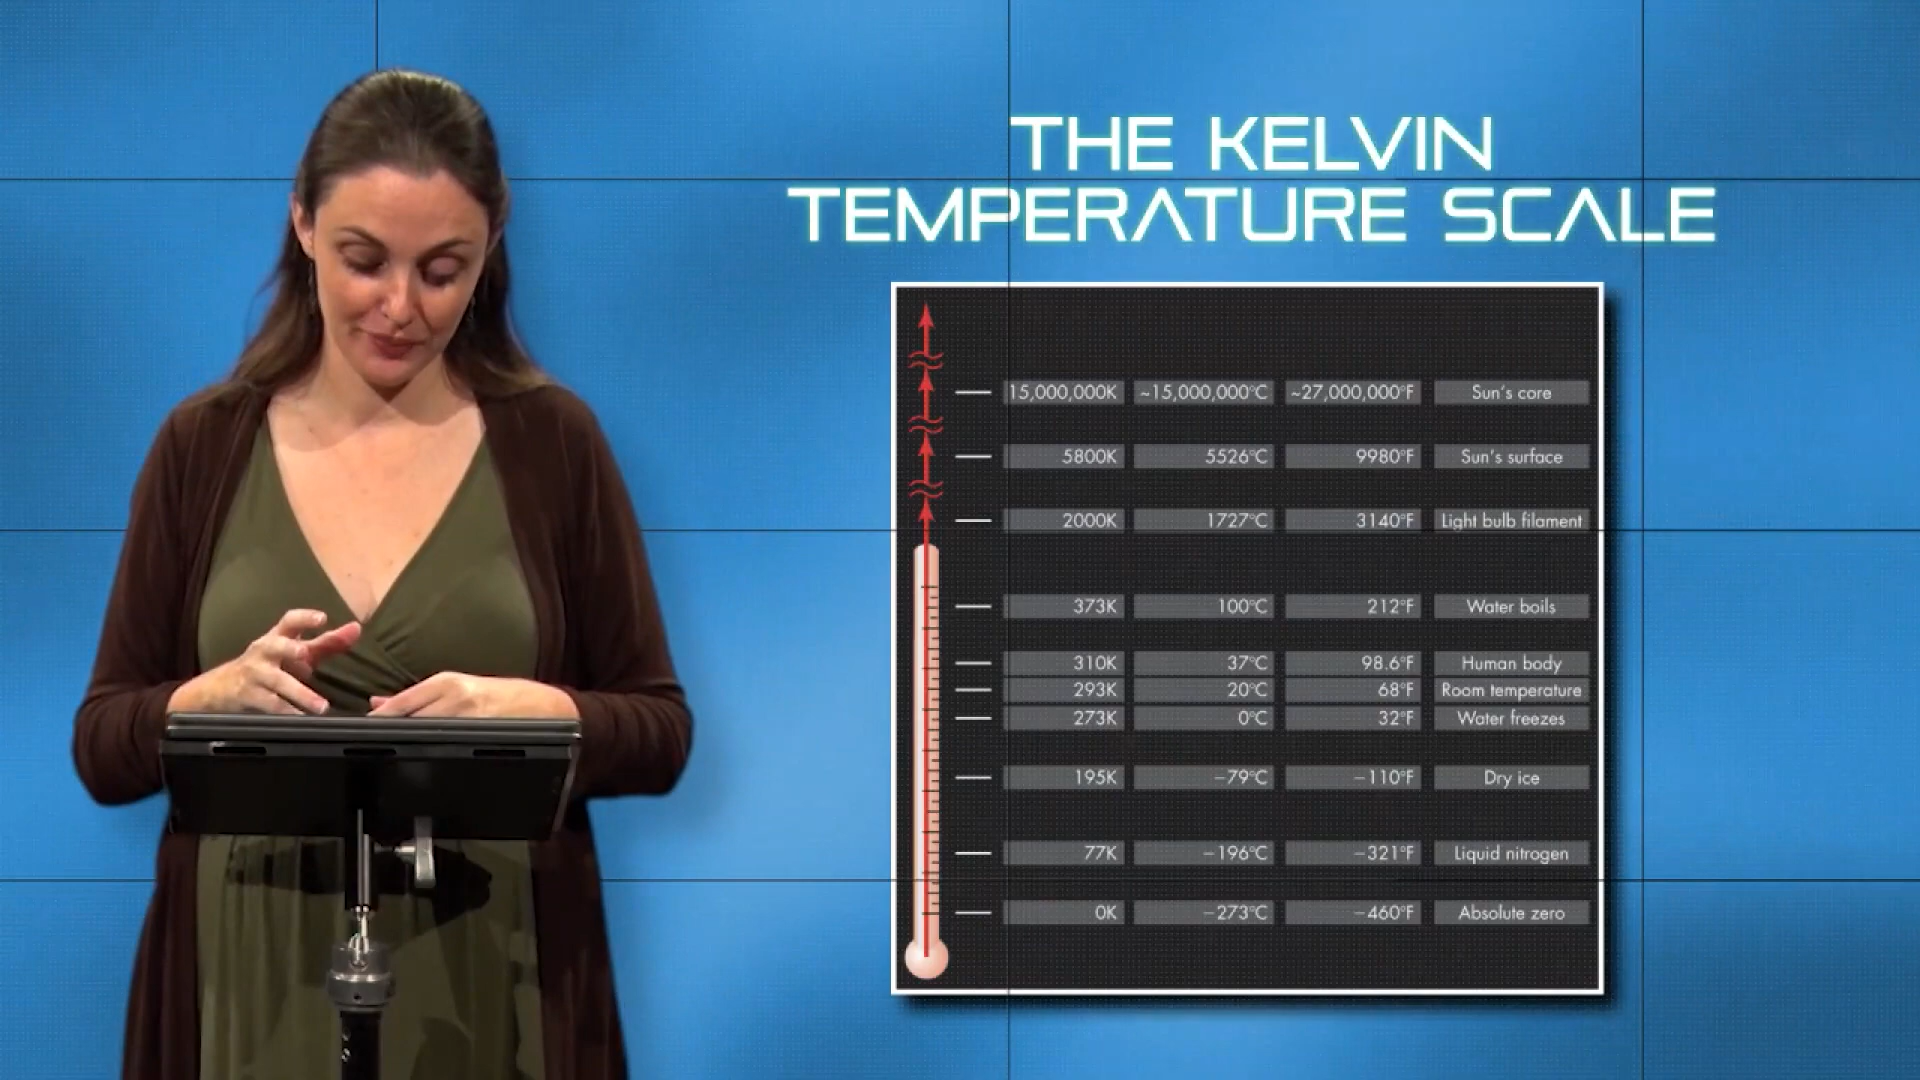 THE KELVIN
TEMPERATURE SCALE
15,000,000K ~15,000,000°C ~27,000,000°F Sun's core
5800K 5526°C 9980°F Sun's surface
2000K 1727°C 3140°F Light bulb filament
373K 100°C 212°F Water boils
310K 37°C 98.6°F Human body
293K 20°C 68°F Room temperature
273K 0°C 32°F Water freezes
195K −79°C −110°F Dry ice
77K −196°C −321°F Liquid nitrogen
0K −273°C −460°F Absolute zero